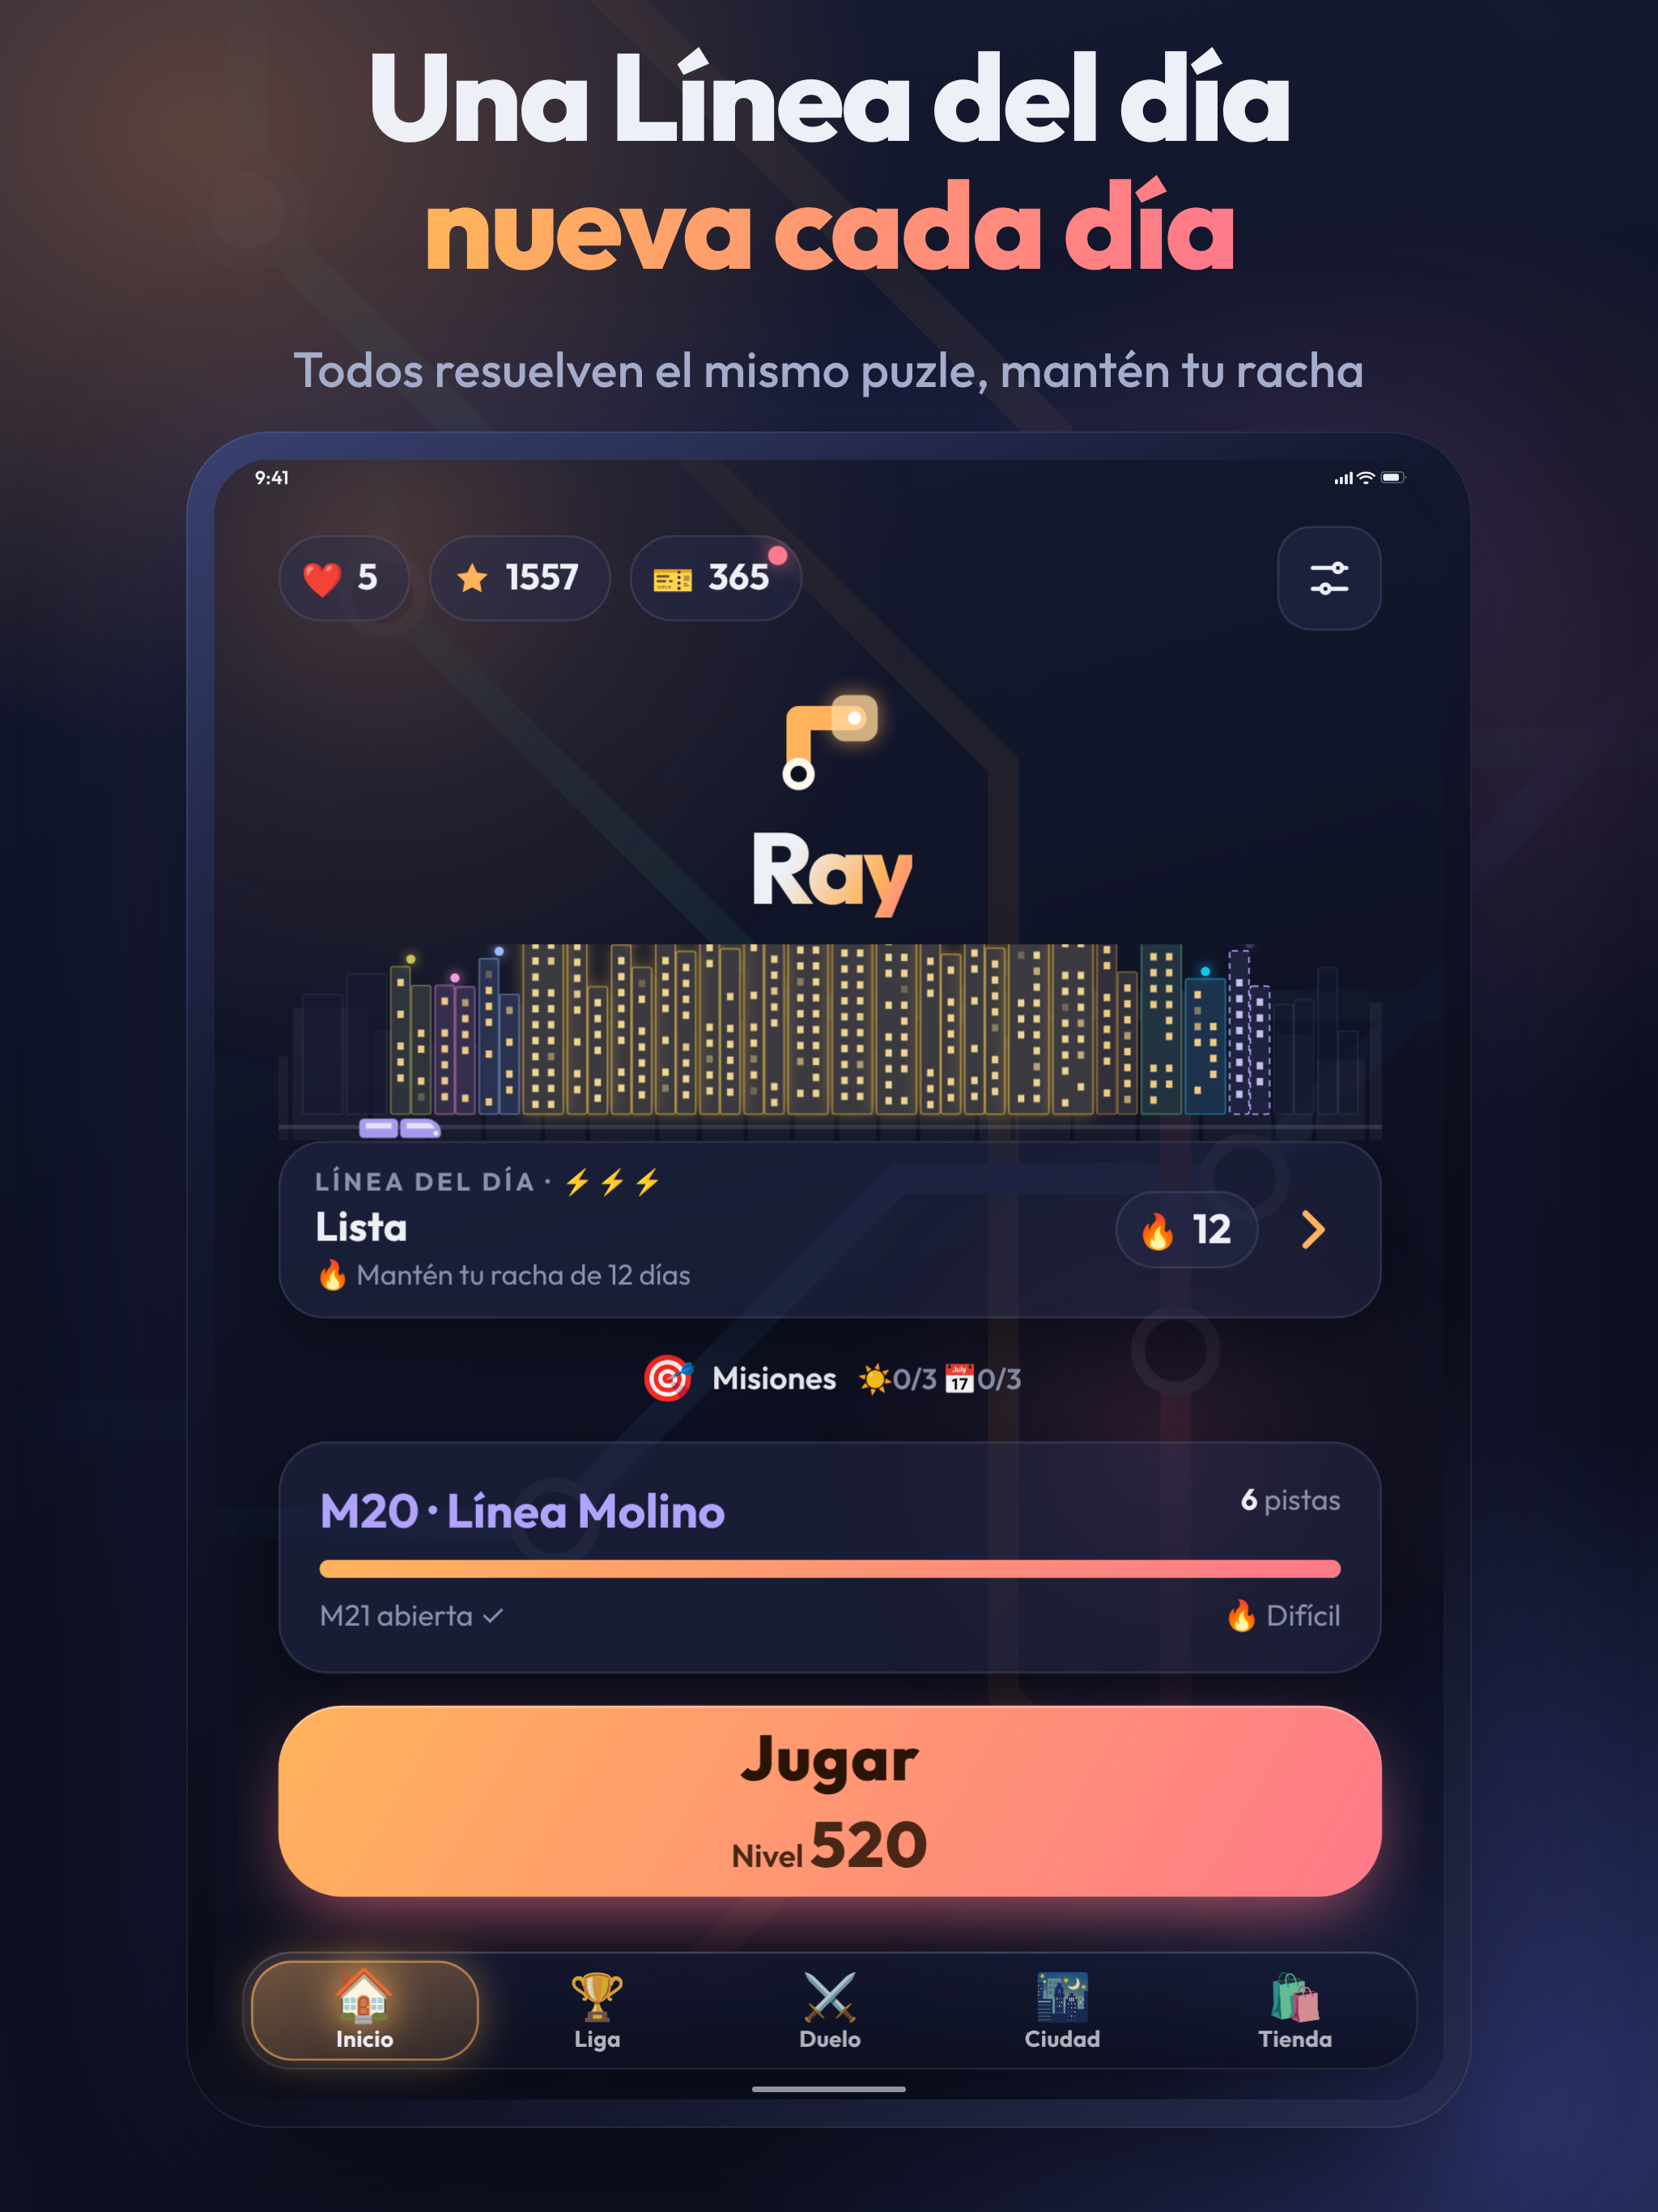 Una Línea del día
nueva cada día
Todos resuelven el mismo puzle, mantén tu racha
9:41
❤️ 5 ⭐ 1557 🎫 365
Ray
LÍNEA DEL DÍA · ⚡⚡⚡
Lista
🔥 Mantén tu racha de 12 días
🔥 12
🎯 Misiones ☀️0/3 📅0/3
M20 · Línea Molino
6 pistas
M21 abierta ✓
🔥 Difícil
Jugar
Nivel 520
Inicio Liga Duelo Ciudad Tienda